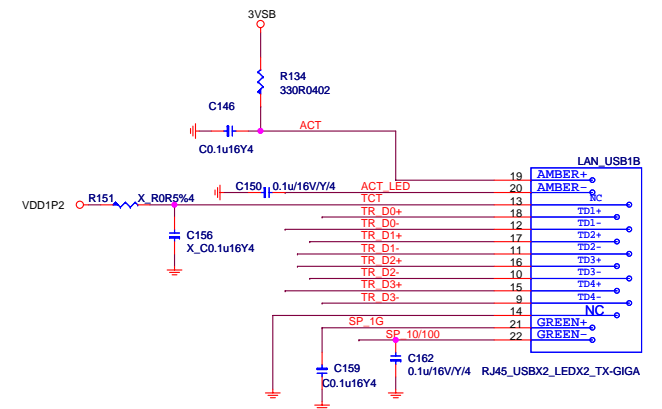 3VSB
R134
330R0402
C146
ACT
C0.1u16Y4
LAN_USB1B
19 AMBER+
C150 0.1u/16V/Y/4 ACT_LED 20 AMBER-
VDD1P2 R151 X_R0R5%4 TCT 13 NC
TR_D0+ 18 TD1+
C156
X_C0.1u16Y4
TR_D0- 12 TD1-
TR_D1+ 17 TD2+
TR_D1- 11 TD2-
TR_D2+ 16 TD3+
TR_D2- 10 TD3-
TR_D3+ 15 TD4+
TR_D3- 9 TD4-
14 NC
SP_1G 21 GREEN+
SP_10/100 22 GREEN-
C159
C0.1u16Y4
C162
0.1u/16V/Y/4
RJ45_USBX2_LEDX2_TX-GIGA